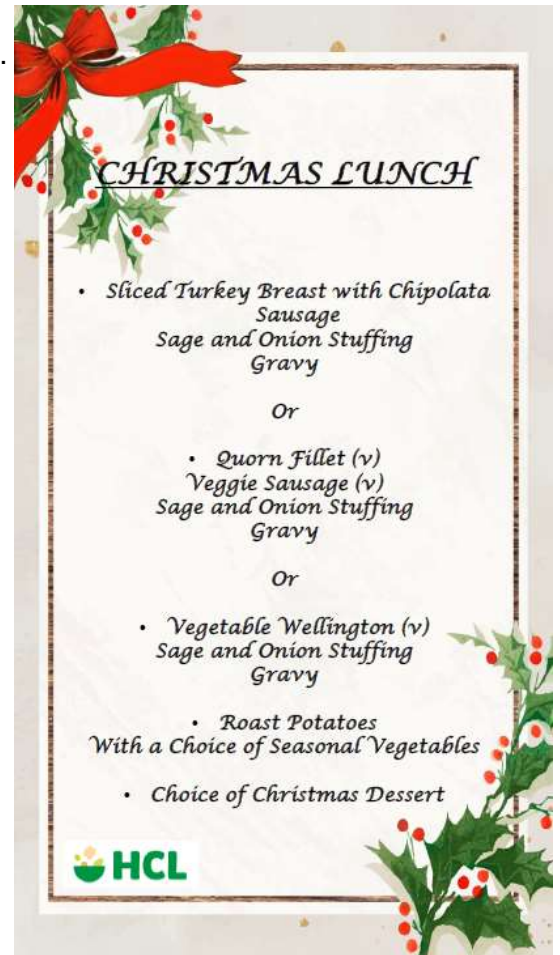 CHRISTMAS LUNCH
• Sliced Turkey Breast with Chipolata
Sausage
Sage and Onion Stuffing
Gravy
Or
• Quorn Fillet (v)
Veggie Sausage (v)
Sage and Onion Stuffing
Gravy
Or
• Vegetable Wellington (v)
Sage and Onion Stuffing
Gravy
• Roast Potatoes
With a Choice of Seasonal Vegetables
• Choice of Christmas Dessert
HCL